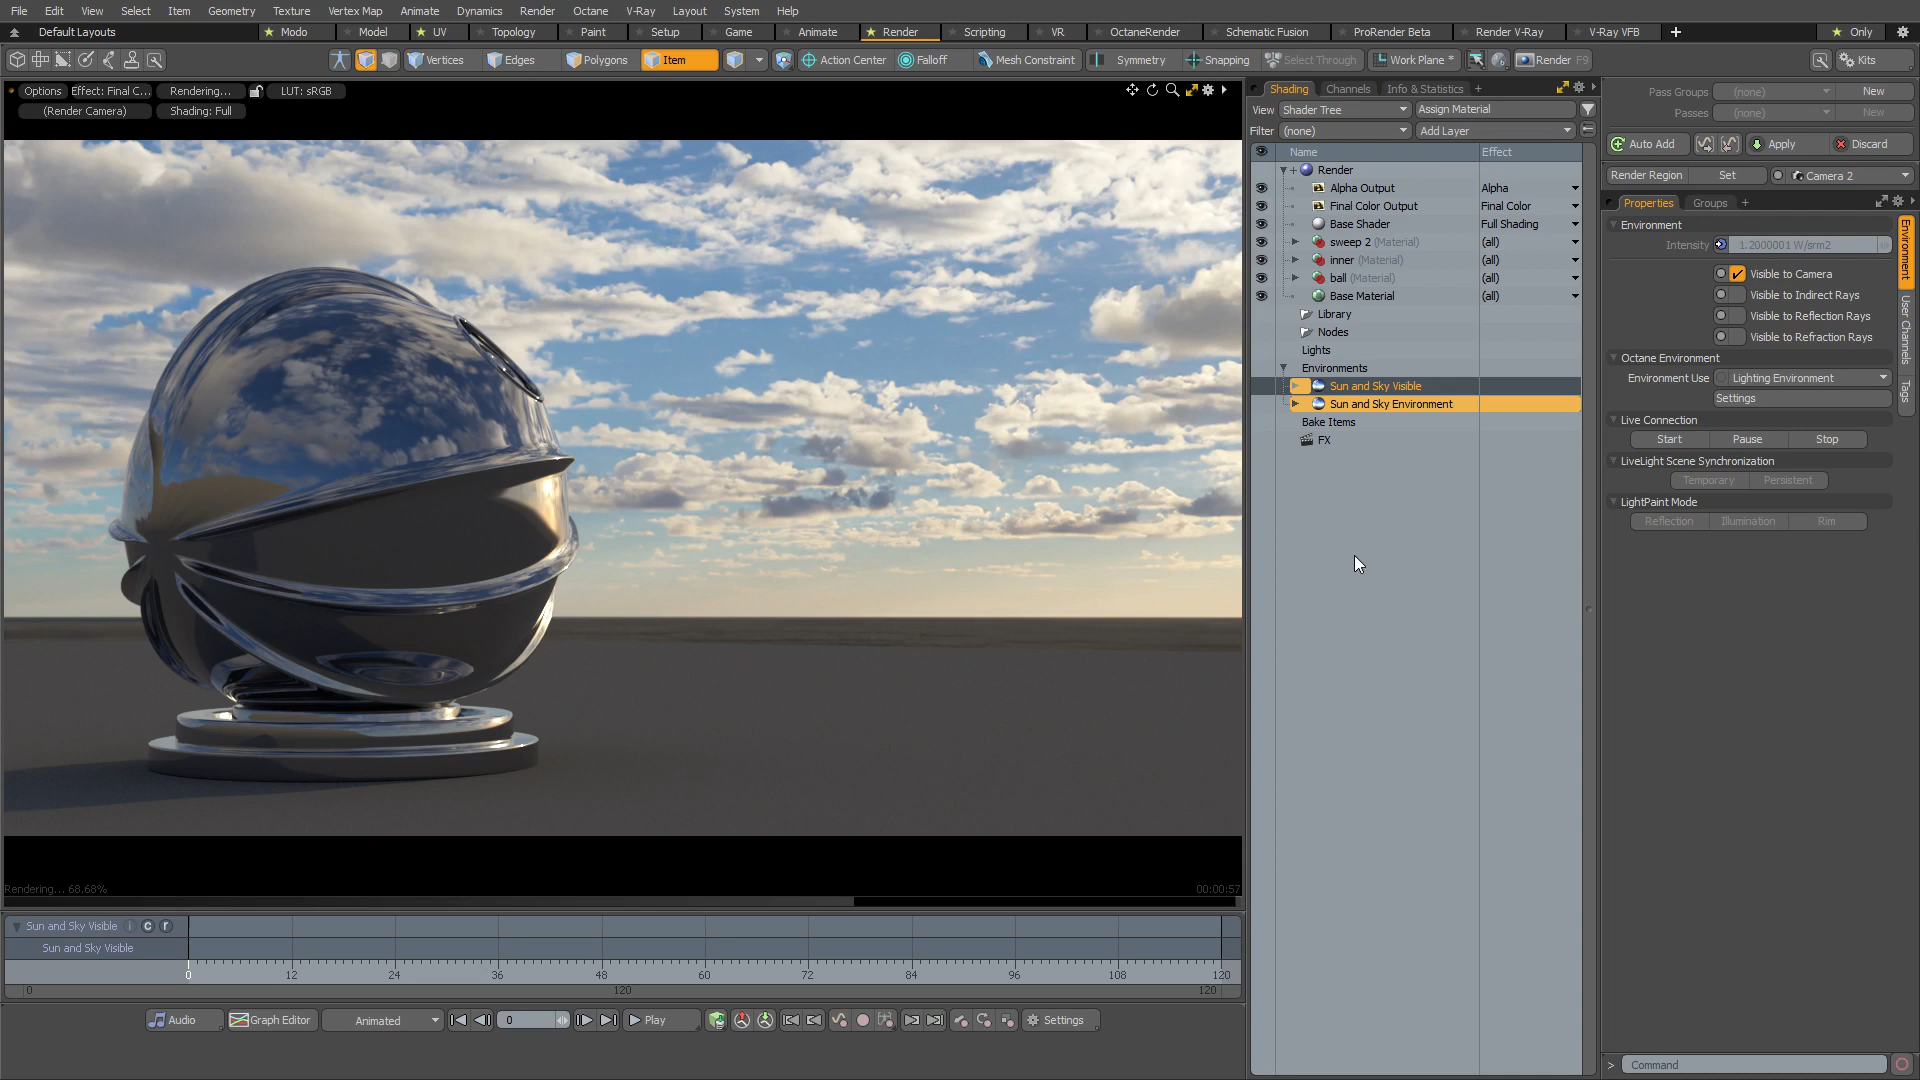 File Edit View Select Item Geometry Texture Vertex Map Animate Dynamics Render Octane V-Ray Layout System Help
Default Layouts Modo Model UV Topology Paint Setup Game Animate Render Scripting VR OctaneRender Schematic Fusion ProRender Beta Render V-Ray V-Ray VFB + Only
Vertices Edges Polygons Item Action Center Falloff Mesh Constraint Symmetry Snapping Select Through Work Plane * Render F9 Kits
Options Effect: Final C... Rendering... LUT: sRGB
(Render Camera) Shading: Full
Shading Channels Info & Statistics +
View Shader Tree Assign Material
Filter (none) Add Layer
Name Effect
Render
Alpha Output Alpha
Final Color Output Final Color
Base Shader Full Shading
sweep 2 (Material) (all)
inner (Material) (all)
ball (Material) (all)
Base Material (all)
Library
Nodes
Lights
Environments
Sun and Sky Visible
Sun and Sky Environment
Bake Items
FX
Pass Groups (none) New
Passes (none) New
Auto Add Apply Discard
Render Region Set Camera 2
Properties Groups +
Environment
Intensity 1.2000001 W/srm2
Visible to Camera
Visible to Indirect Rays
Visible to Reflection Rays
Visible to Refraction Rays
Octane Environment
Environment Use Lighting Environment
Settings
Live Connection
Start Pause Stop
LiveLight Scene Synchronization
Temporary Persistent
LightPaint Mode
Reflection Illumination Rim
Environment
User Channels
Tags
Rendering... 68.68% 00:00:57
Sun and Sky Visible i c r
Sun and Sky Visible
0 12 24 36 48 60 72 84 96 108 120
0 120 120
Audio Graph Editor Animated 0 Play Settings
> Command